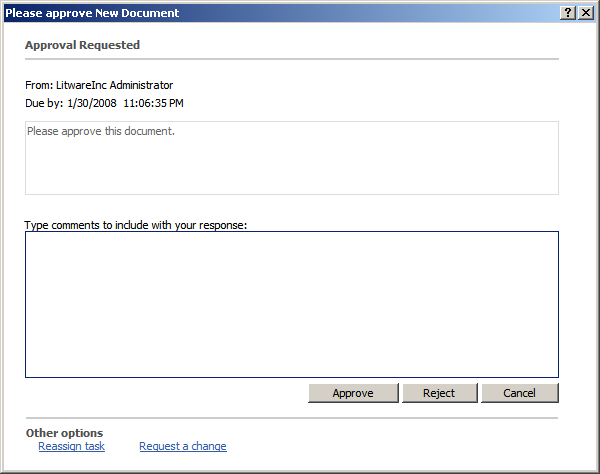 Please approve New Document
Approval Requested
From: LitwareInc Administrator
Due by: 1/30/2008 11:06:35 PM
Please approve this document.
Type comments to include with your response:
Approve Reject Cancel
Other options
Reassign task Request a change